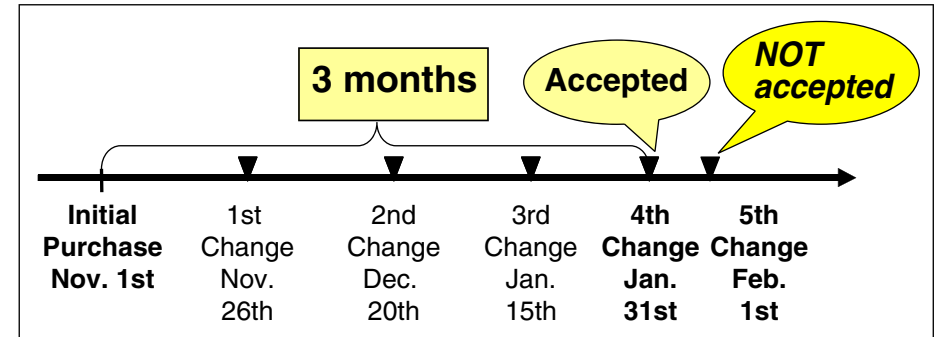 3 months
Accepted
NOT
accepted
Initial
Purchase
Nov. 1st
1st
Change
Nov.
26th
2nd
Change
Dec.
20th
3rd
Change
Jan.
15th
4th
Change
Jan.
31st
5th
Change
Feb.
1st